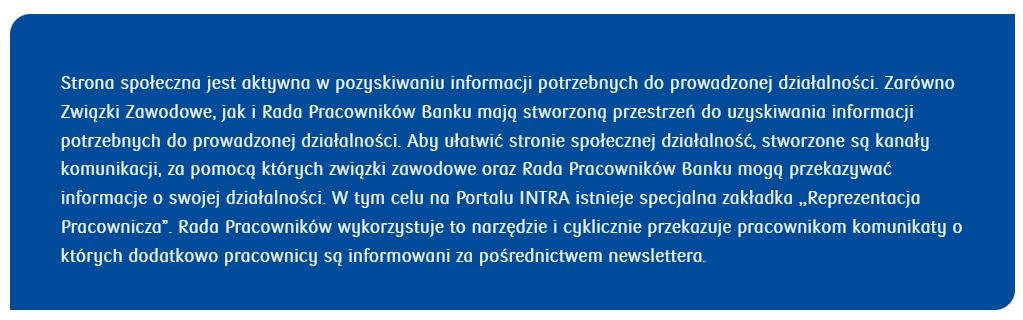 Strona społeczna jest aktywna w pozyskiwaniu informacji potrzebnych do prowadzonej działalności. Zarówno
Związki Zawodowe, jak i Rada Pracowników Banku mają stworzoną przestrzeń do uzyskiwania informacji
potrzebnych do prowadzonej działalności. Aby ułatwić stronie społecznej działalność, stworzone są kanały
komunikacji, za pomocą których związki zawodowe oraz Rada Pracowników Banku mogą przekazywać
informacje o swojej działalności. W tym celu na Portalu INTRA istnieje specjalna zakładka ,,Reprezentacja
Pracownicza”. Rada Pracowników wykorzystuje to narzędzie i cyklicznie przekazuje pracownikom komunikaty o
których dodatkowo pracownicy są informowani za pośrednictwem newslettera.